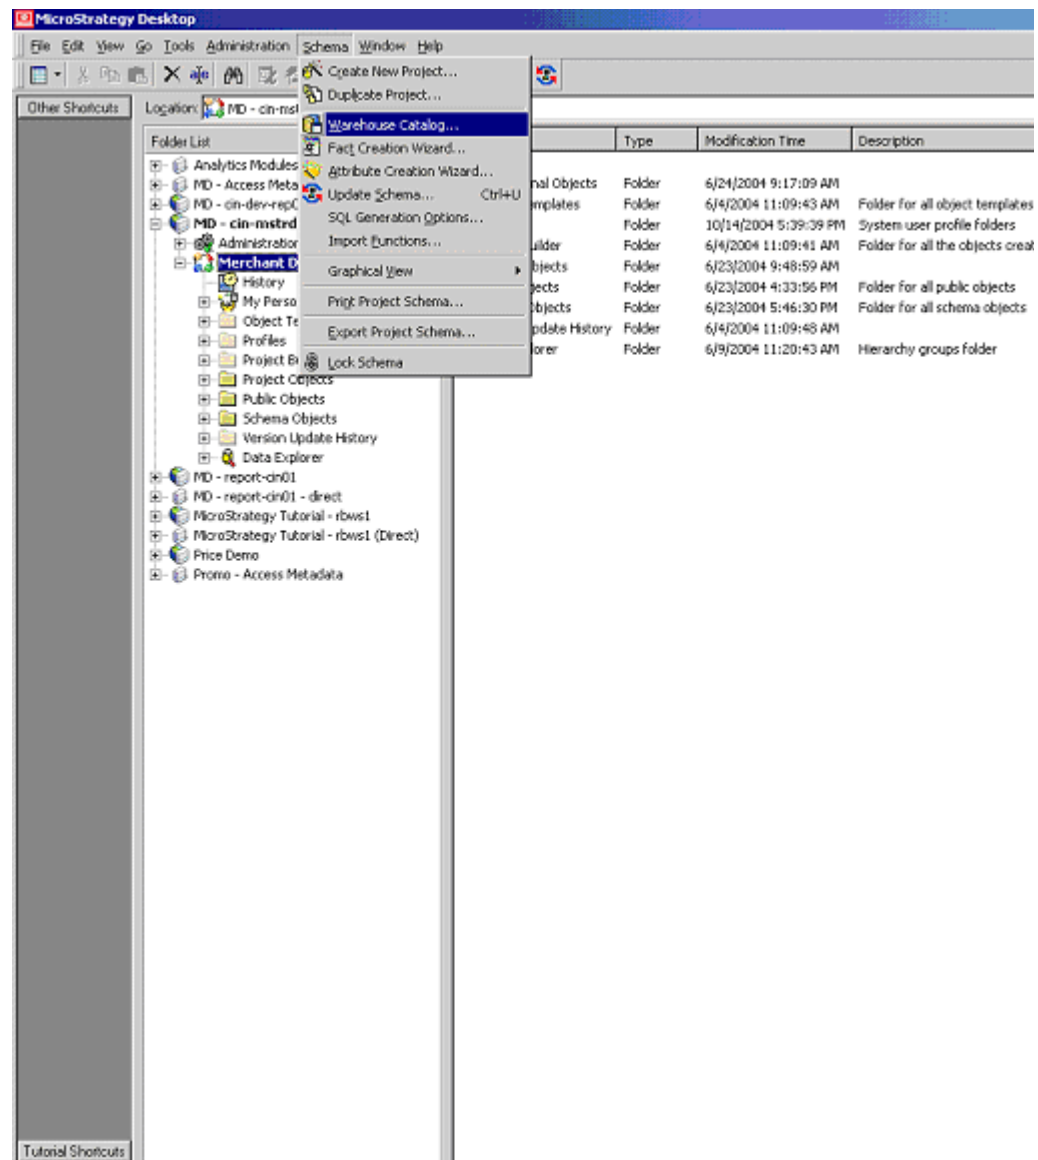 MicroStrategy Desktop
File Edit View Go Tools Administration Schema Window Help
Other Shortcuts
Location: MD - cin-mst
Folder List
Analytics Modules
MD - Access Meta
MD - cin-dev-rep
MD - cin-mstrd
Administration
Merchant D
History
My Perso
Object Te
Profiles
Project B
Project Objects
Public Objects
Schema Objects
Version Update History
Data Explorer
MD - report-cin01
MD - report-cin01 - direct
MicroStrategy Tutorial - rbws1
MicroStrategy Tutorial - rbws1 (Direct)
Price Demo
Promo - Access Metadata
Create New Project...
Duplicate Project...
Warehouse Catalog...
Fact Creation Wizard...
Attribute Creation Wizard...
Update Schema... Ctrl+U
SQL Generation Options...
Import Functions...
Graphical View
Print Project Schema...
Export Project Schema...
Lock Schema
Type Modification Time Description
nal Objects Folder 6/24/2004 9:17:09 AM
mplates Folder 6/4/2004 11:09:43 AM Folder for all object templates
Folder 10/14/2004 5:39:39 PM System user profile folders
uilder Folder 6/4/2004 11:09:41 AM Folder for all the objects creat
bjects Folder 6/23/2004 9:48:59 AM
jects Folder 6/23/2004 4:33:56 PM Folder for all public objects
Objects Folder 6/23/2004 5:46:30 PM Folder for all schema objects
pdate History Folder 6/4/2004 11:09:48 AM
lorer Folder 6/9/2004 11:20:43 AM Hierarchy groups folder
Tutorial Shortcuts